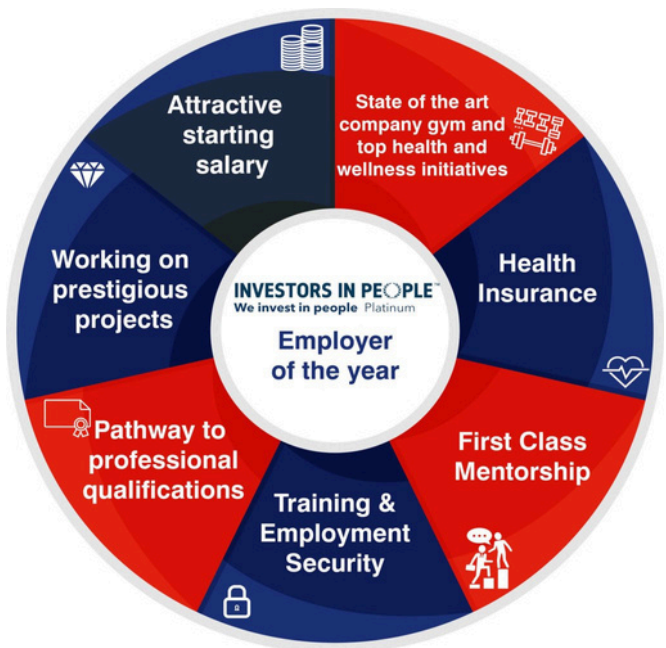 Attractive
starting
salary
State of the art
company gym and
top health and
wellness initiatives
Health
Insurance
First Class
Mentorship
Training &
Employment
Security
Pathway to
professional
qualifications
Working on
prestigious
projects
INVESTORS IN PEOPLE™
We invest in people Platinum
Employer
of the year